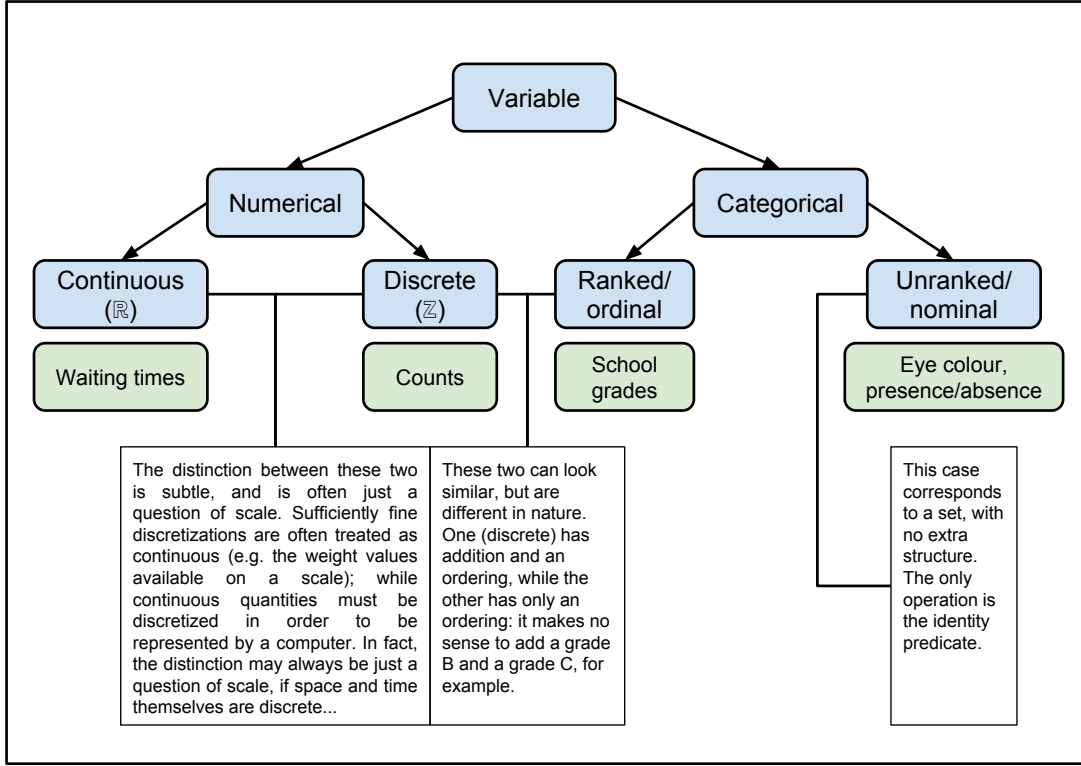 Variable
Numerical
Categorical
Continuous
(ℝ)
Discrete
(ℤ)
Ranked/
ordinal
Unranked/
nominal
Waiting times
Counts
School
grades
Eye colour,
presence/absence
The distinction between these two
is subtle, and is often just a
question of scale. Sufficiently fine
discretizations are often treated as
continuous (e.g. the weight values
available on a scale); while
continuous quantities must be
discretized in order to be
represented by a computer. In fact,
the distinction may always be just a
question of scale, if space and time
themselves are discrete...
These two can look
similar, but are
different in nature.
One (discrete) has
addition and an
ordering, while the
other has only an
ordering: it makes no
sense to add a grade
B and a grade C, for
example.
This case
corresponds
to a set, with
no extra
structure.
The only
operation is
the identity
predicate.